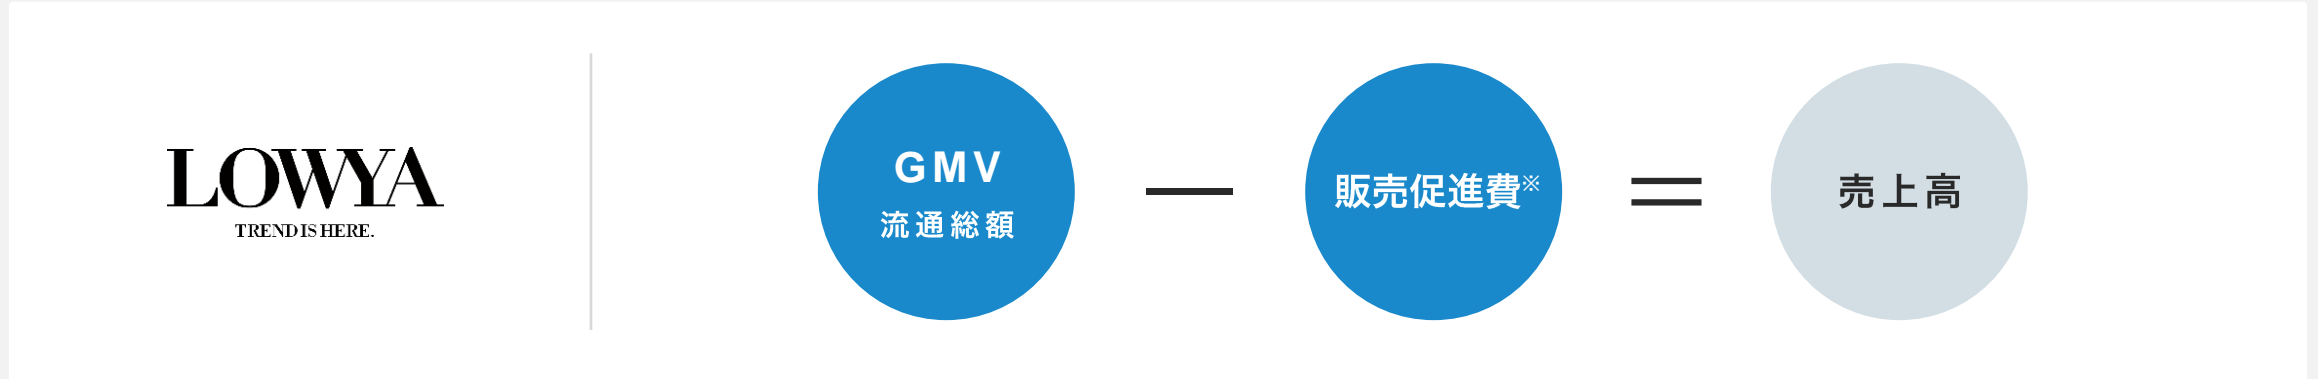 LOWYA
TREND IS HERE.
GMV
流通総額
—
販売促進費※
=
売上高